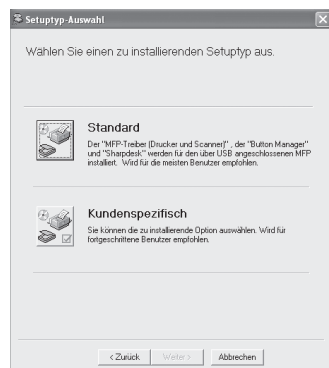 Setuptyp-Auswahl
Wählen Sie einen zu installierenden Setuptyp aus.
Standard
Der "MFP-Treiber (Drucker und Scanner)" , der "Button Manager"
und "Sharpdesk" werden für den über USB angeschlossenen MFP
installiert. Wird für die meisten Benutzer empfohlen.
Kundenspezifisch
Sie können die zu installierende Option auswählen. Wird für
fortgeschrittene Benutzer empfohlen.
< Zurück Weiter > Abbrechen